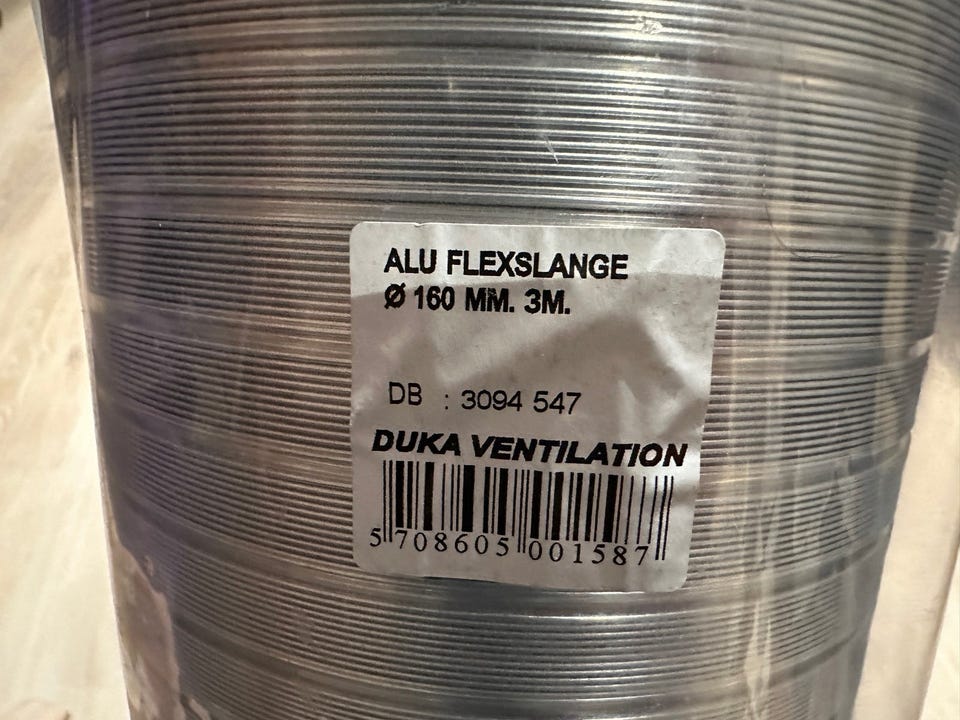 ALU FLEXSLANGE
Ø 160 MM. 3M.
DB : 3094 547
DUKA VENTILATION
5 708605 001587